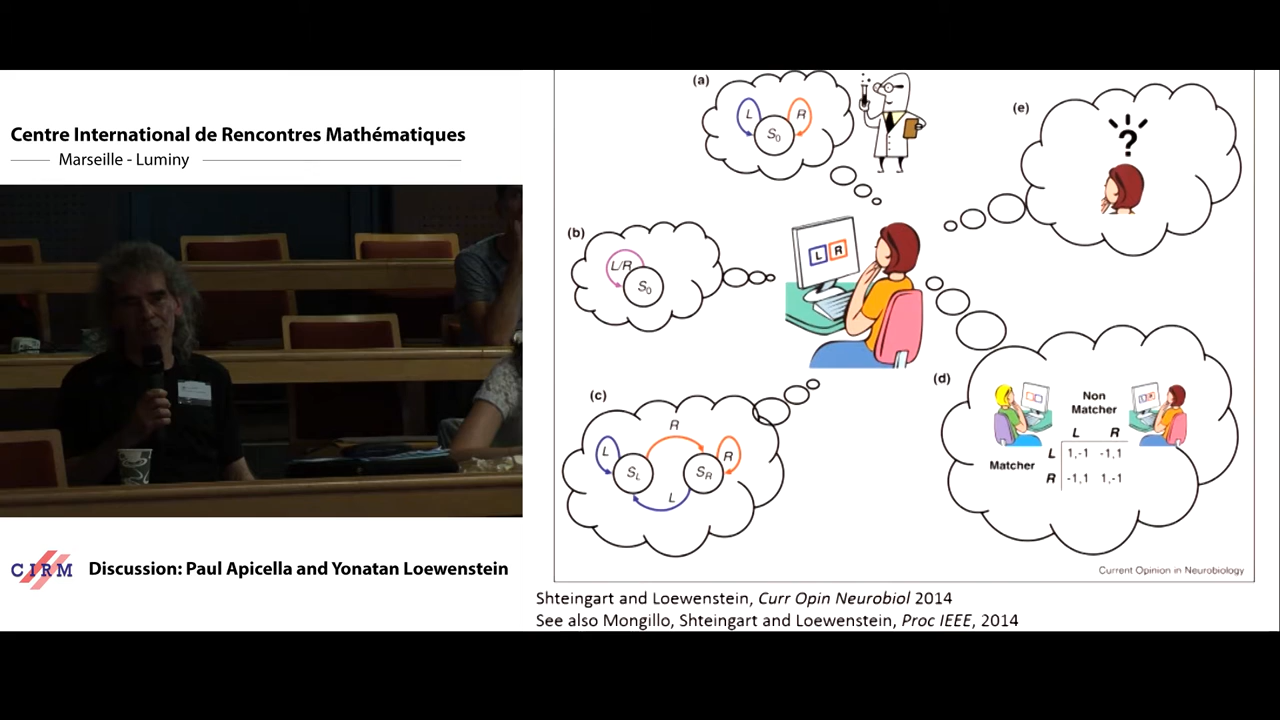 Centre International de Rencontres Mathématiques
Marseille - Luminy
CIRM
Discussion: Paul Apicella and Yonatan Loewenstein
(a)
L
R
S0
(e)
?
(b)
L/R
S0
L R
(c)
R
L
SL
SR
R
L
(d)
Non
Matcher
L R
Matcher
L 1,-1 -1,1
R -1,1 1,-1
Current Opinion in Neurobiology
Shteingart and Loewenstein, Curr Opin Neurobiol 2014
See also Mongillo, Shteingart and Loewenstein, Proc IEEE, 2014